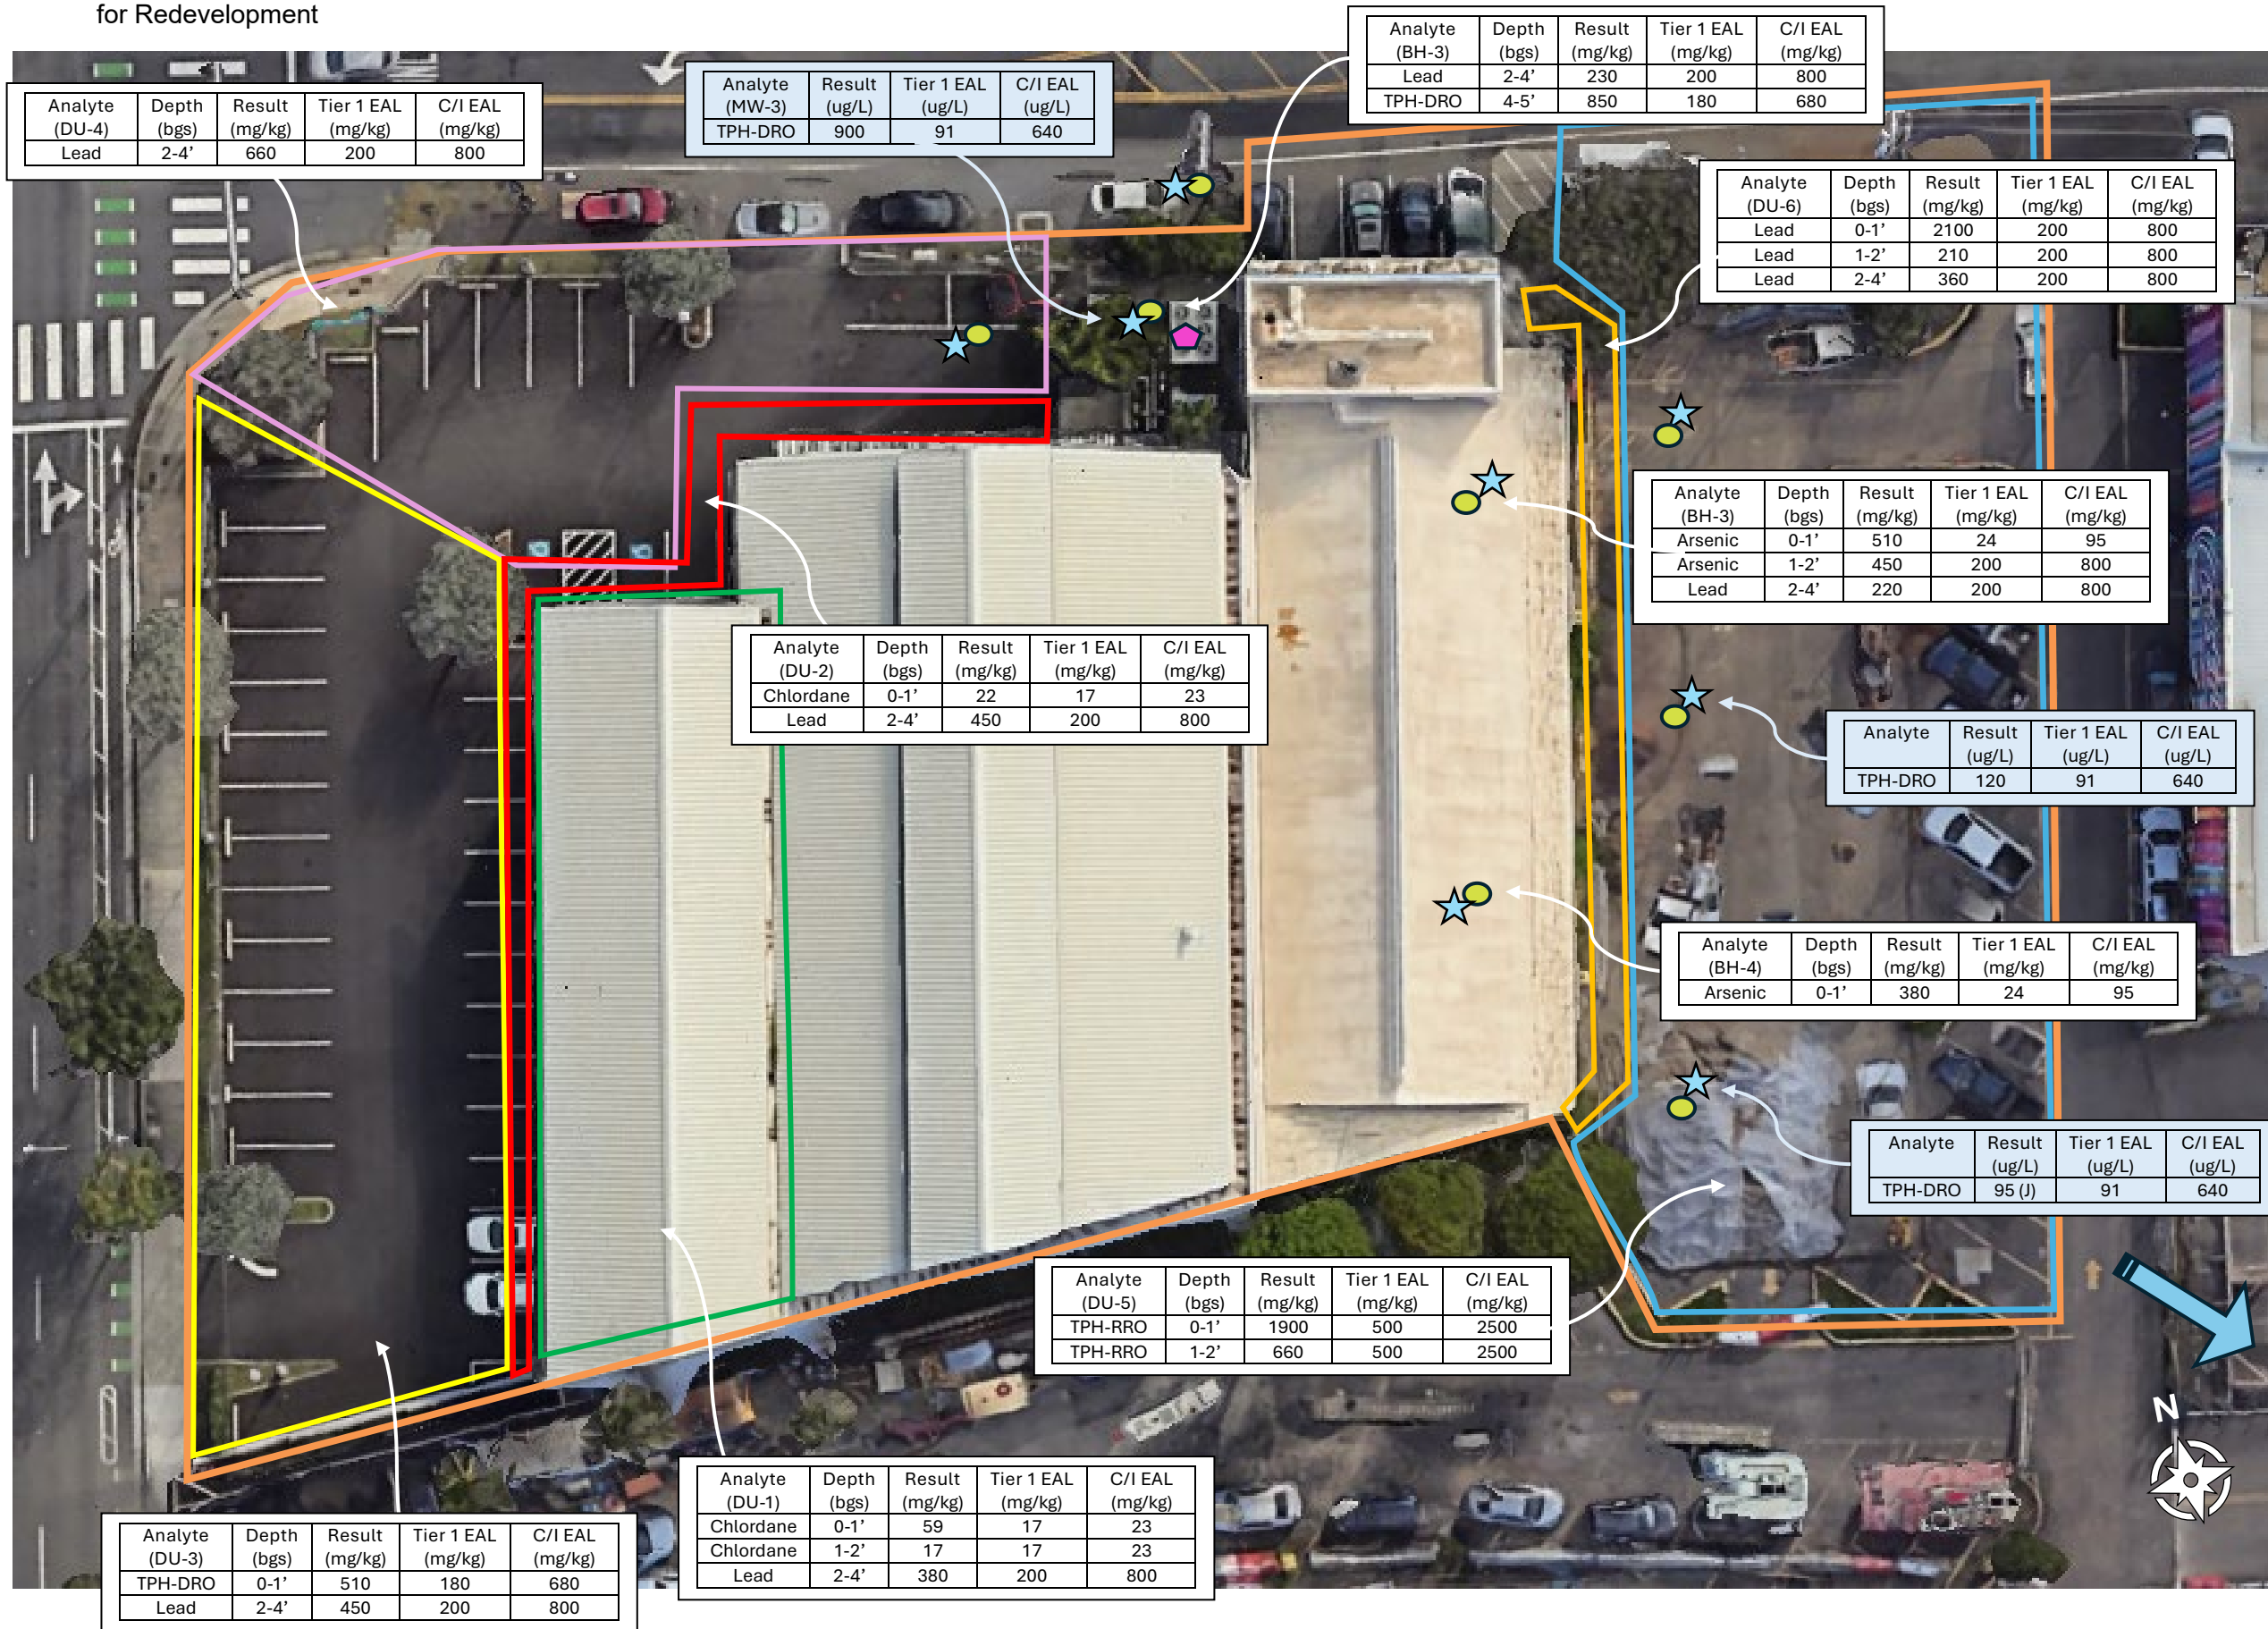 for Redevelopment
Analyte (BH-3) Depth (bgs) Result (mg/kg) Tier 1 EAL (mg/kg) C/I EAL (mg/kg)
Lead 2-4’ 230 200 800
TPH-DRO 4-5’ 850 180 680
Analyte (MW-3) Result (ug/L) Tier 1 EAL (ug/L) C/I EAL (ug/L)
TPH-DRO 900 91 640
Analyte (DU-4) Depth (bgs) Result (mg/kg) Tier 1 EAL (mg/kg) C/I EAL (mg/kg)
Lead 2-4’ 660 200 800
Analyte (DU-6) Depth (bgs) Result (mg/kg) Tier 1 EAL (mg/kg) C/I EAL (mg/kg)
Lead 0-1’ 2100 200 800
Lead 1-2’ 210 200 800
Lead 2-4’ 360 200 800
Analyte (BH-3) Depth (bgs) Result (mg/kg) Tier 1 EAL (mg/kg) C/I EAL (mg/kg)
Arsenic 0-1’ 510 24 95
Arsenic 1-2’ 450 200 800
Lead 2-4’ 220 200 800
Analyte (DU-2) Depth (bgs) Result (mg/kg) Tier 1 EAL (mg/kg) C/I EAL (mg/kg)
Chlordane 0-1’ 22 17 23
Lead 2-4’ 450 200 800
Analyte Result (ug/L) Tier 1 EAL (ug/L) C/I EAL (ug/L)
TPH-DRO 120 91 640
Analyte (BH-4) Depth (bgs) Result (mg/kg) Tier 1 EAL (mg/kg) C/I EAL (mg/kg)
Arsenic 0-1’ 380 24 95
Analyte Result (ug/L) Tier 1 EAL (ug/L) C/I EAL (ug/L)
TPH-DRO 95 (J) 91 640
Analyte (DU-5) Depth (bgs) Result (mg/kg) Tier 1 EAL (mg/kg) C/I EAL (mg/kg)
TPH-RRO 0-1’ 1900 500 2500
TPH-RRO 1-2’ 660 500 2500
N
Analyte (DU-1) Depth (bgs) Result (mg/kg) Tier 1 EAL (mg/kg) C/I EAL (mg/kg)
Chlordane 0-1’ 59 17 23
Chlordane 1-2’ 17 17 23
Lead 2-4’ 380 200 800
Analyte (DU-3) Depth (bgs) Result (mg/kg) Tier 1 EAL (mg/kg) C/I EAL (mg/kg)
TPH-DRO 0-1’ 510 180 680
Lead 2-4’ 450 200 800